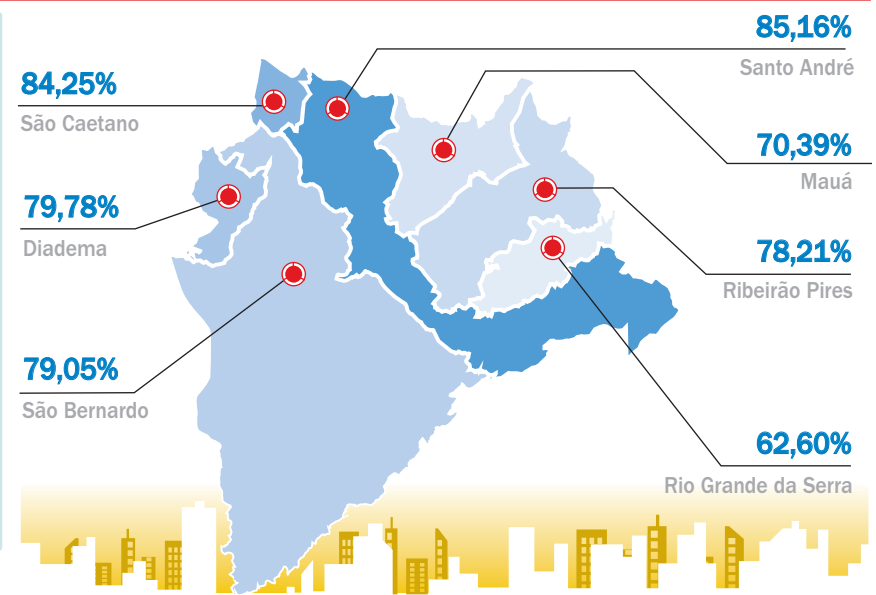 84,25%
São Caetano
79,78%
Diadema
79,05%
São Bernardo
85,16%
Santo André
70,39%
Mauá
78,21%
Ribeirão Pires
62,60%
Rio Grande da Serra